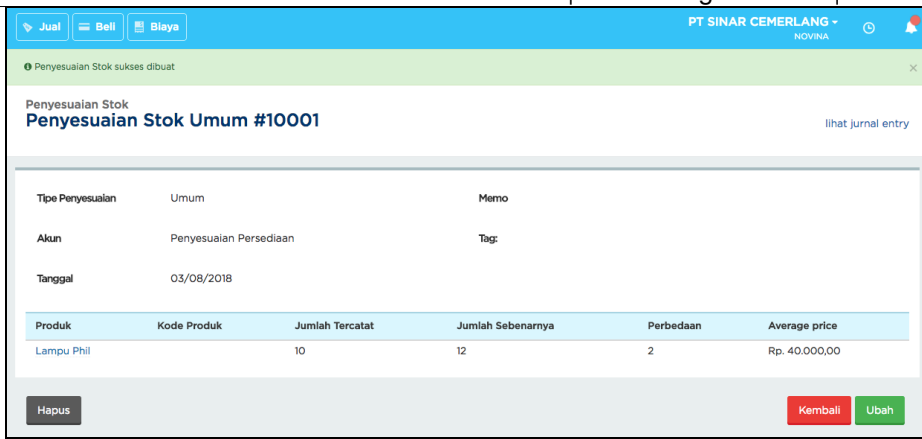 Jual Beli Biaya PT SINAR CEMERLANG
NOVINA
Penyesuaian Stok sukses dibuat ×
Penyesuaian Stok
Penyesuaian Stok Umum #10001
lihat jurnal entry
Tipe Penyesuaian Umum Memo
Akun Penyesuaian Persediaan Tag:
Tanggal 03/08/2018
Produk Kode Produk Jumlah Tercatat Jumlah Sebenarnya Perbedaan Average price
Lampu Phil 10 12 2 Rp. 40.000,00
Hapus Kembali Ubah